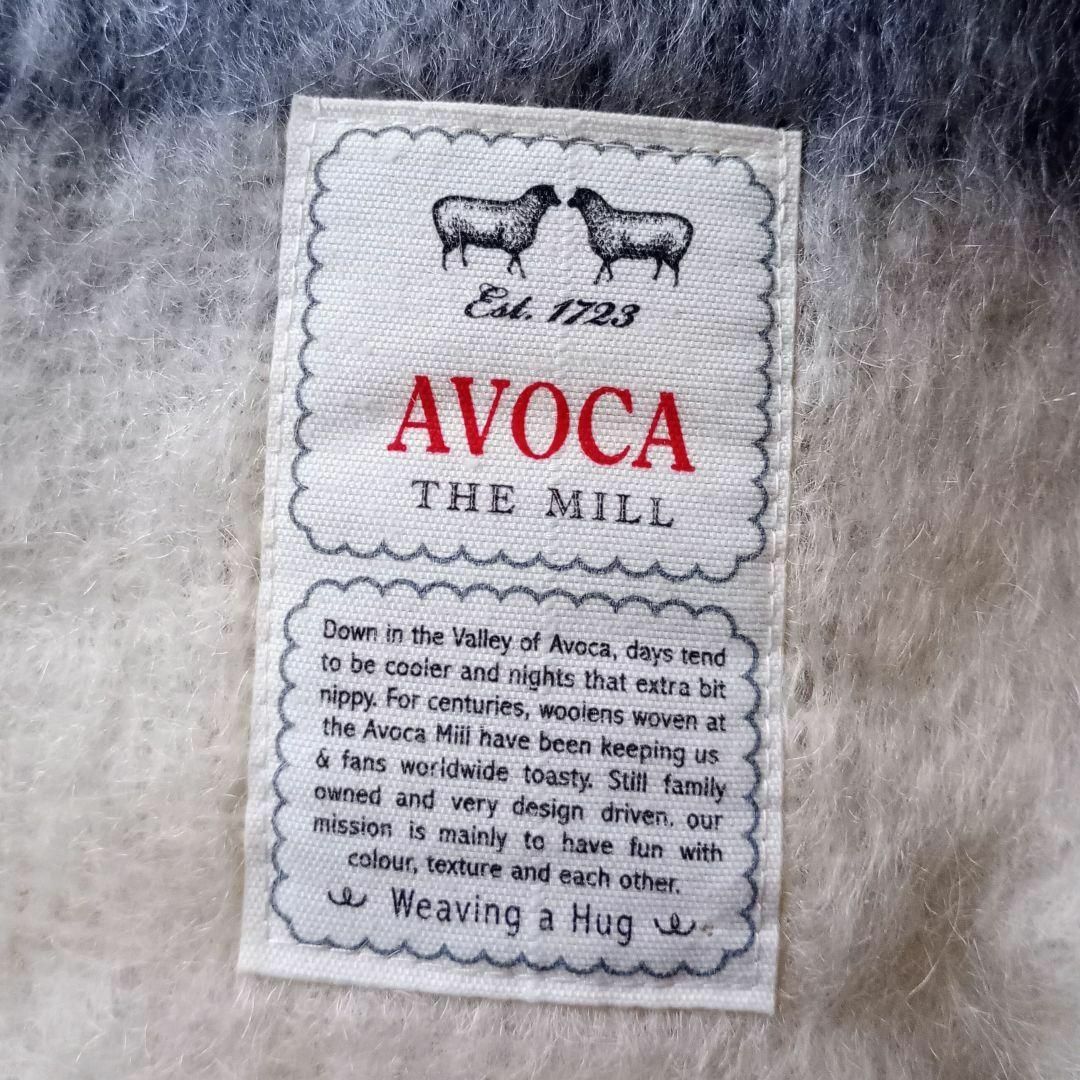 Est. 1723
AVOCA
THE MILL
Down in the Valley of Avoca, days tend
to be cooler and nights that extra bit
nippy. For centuries, woolens woven at
the Avoca Mill have been keeping us
& fans worldwide toasty. Still family
owned and very design driven. our
mission is mainly to have fun with
colour, texture and each other.
Weaving a Hug